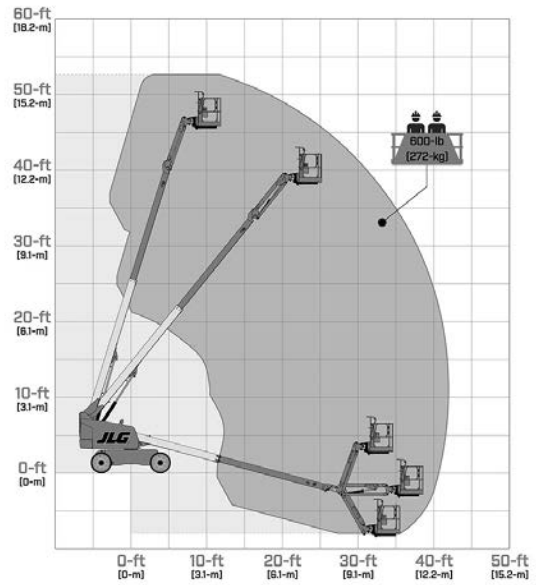 60-ft
[18.2-m]
50-ft
[15.2-m]
40-ft
[12.2-m]
30-ft
[9.1-m]
20-ft
[6.1-m]
10-ft
[3.1-m]
0-ft
[0-m]
600-lb
[272-kg]
JLG
0-ft
[0-m]
10-ft
[3.1-m]
20-ft
[6.1-m]
30-ft
[9.1-m]
40-ft
[12.2-m]
50-ft
[15.2-m]